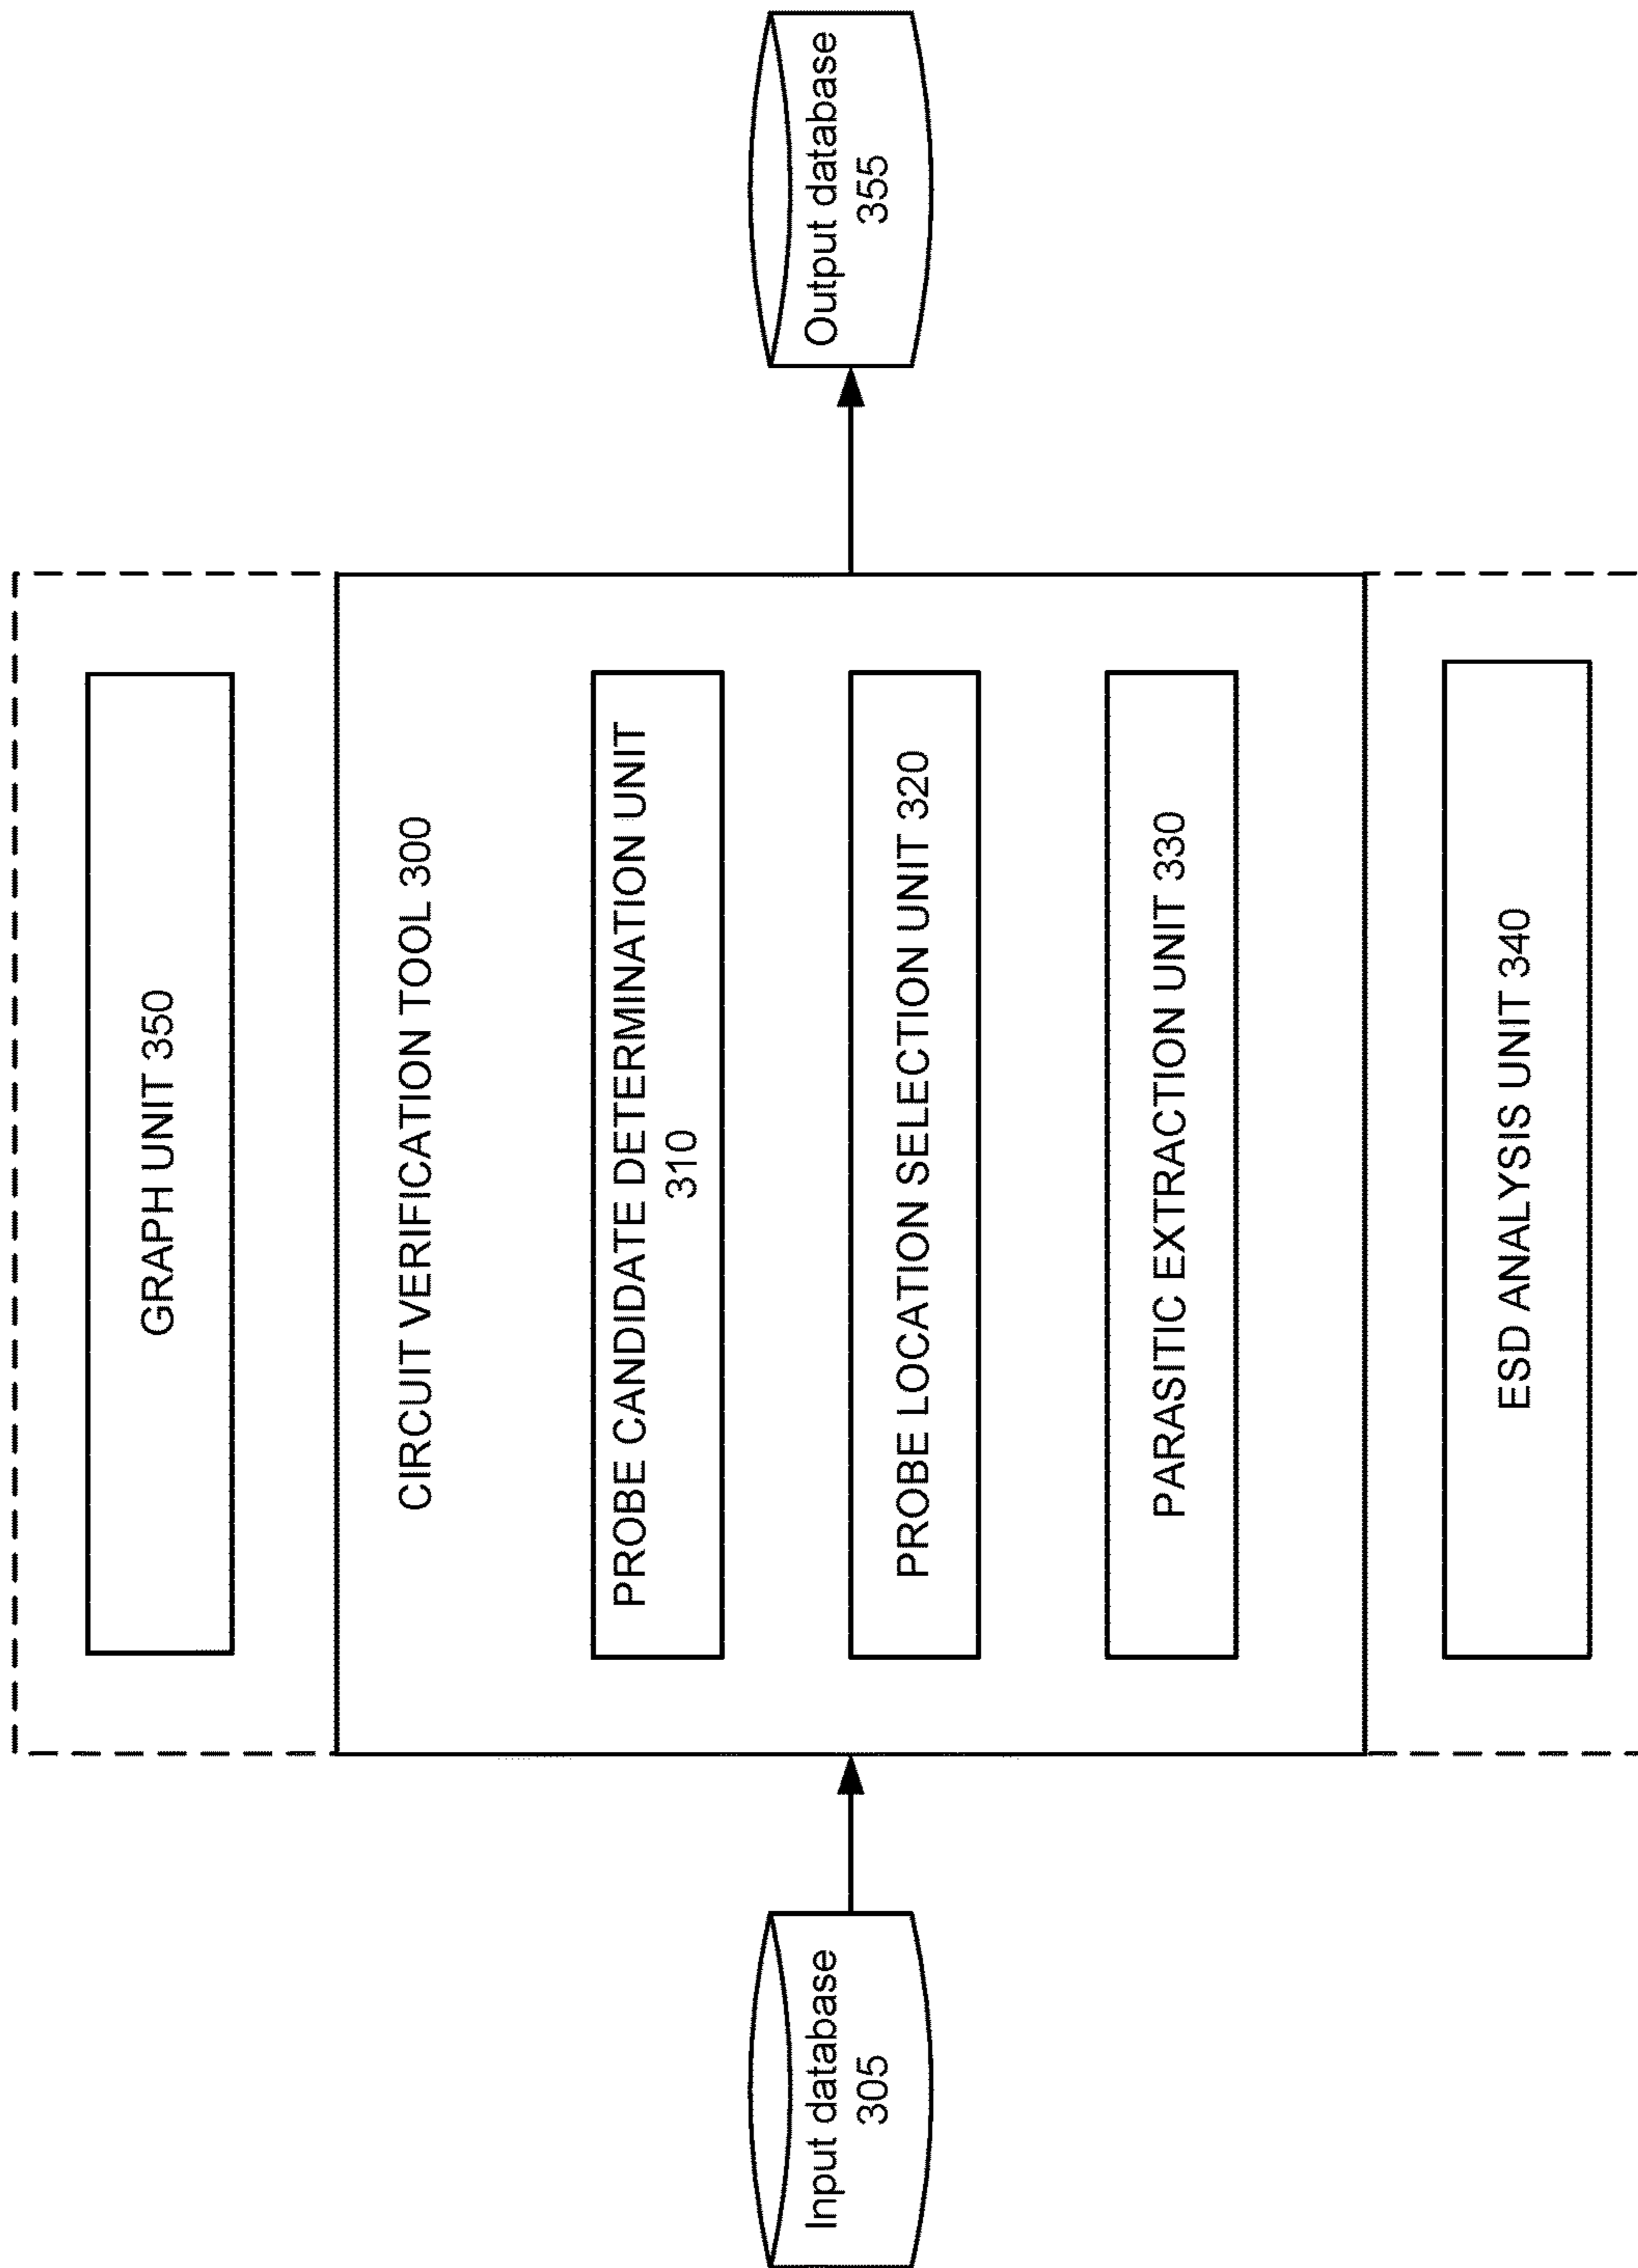 GRAPH UNIT 350
CIRCUIT VERIFICATION TOOL 300
PROBE CANDIDATE DETERMINATION UNIT
310
PROBE LOCATION SELECTION UNIT 320
PARASITIC EXTRACTION UNIT 330
ESD ANALYSIS UNIT 340
Input database
305
Output database
355